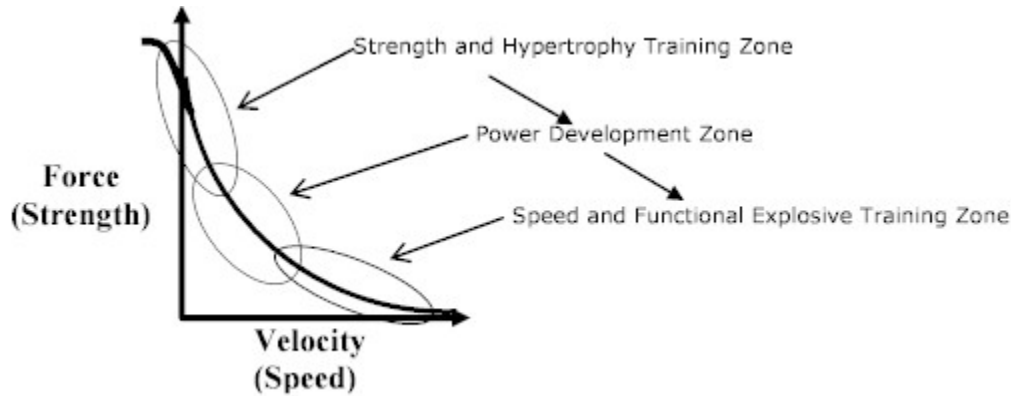 Strength and Hypertrophy Training Zone
Power Development Zone
Force
(Strength)
Speed and Functional Explosive Training Zone
Velocity
(Speed)